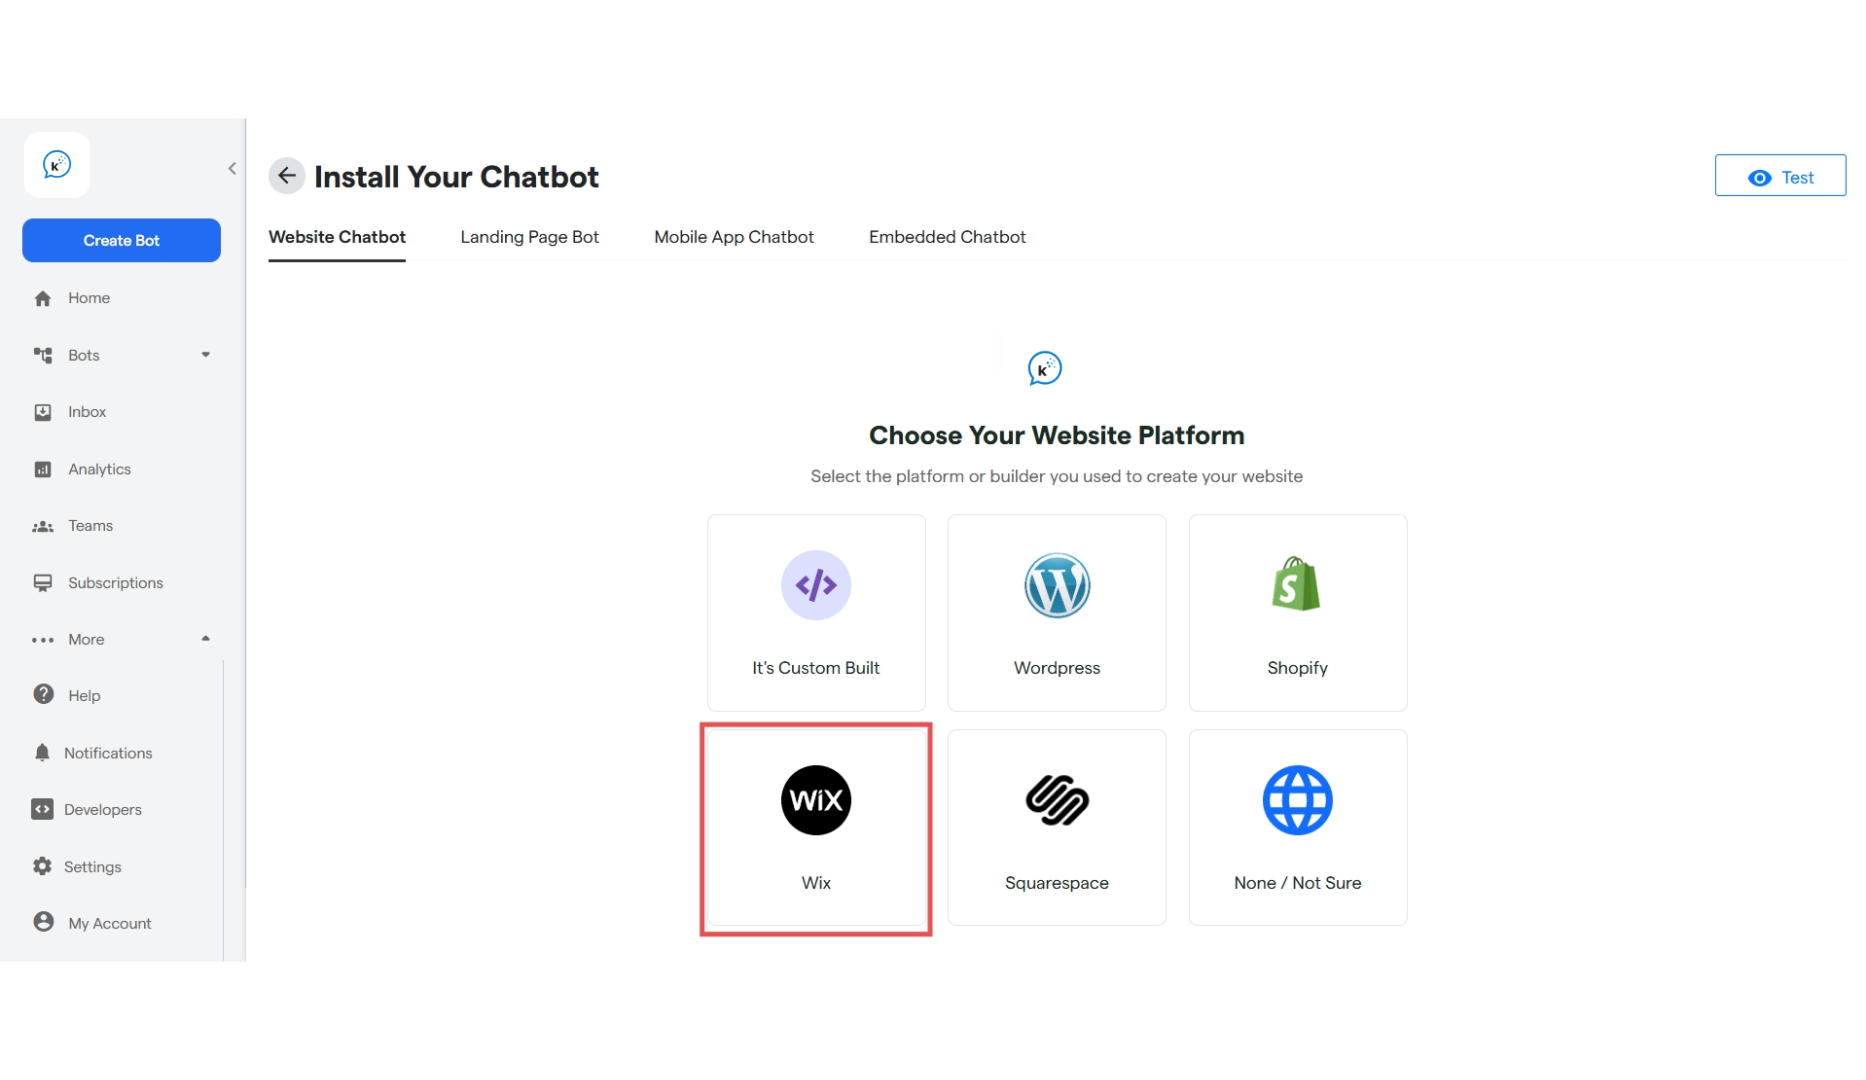 k
Install Your Chatbot
Test
Create Bot
Website Chatbot
Landing Page Bot
Mobile App Chatbot
Embedded Chatbot
Home
Bots
Inbox
Analytics
Teams
Subscriptions
More
Help
Notifications
Developers
Settings
My Account
k
Choose Your Website Platform
Select the platform or builder you used to create your website
It's Custom Built
W
Wordpress
S
Shopify
WiX
Wix
Squarespace
None / Not Sure